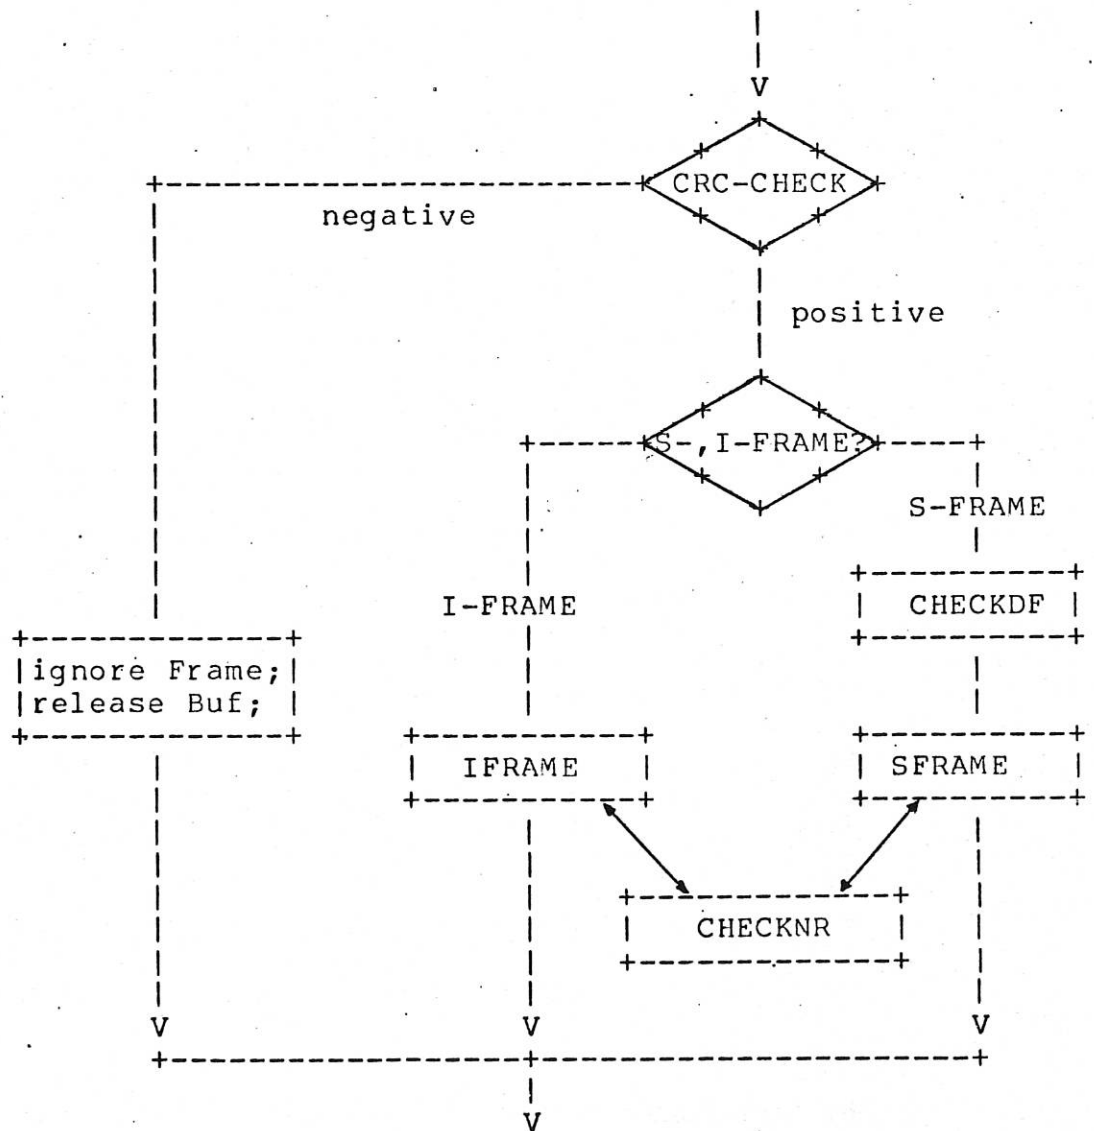 V
CRC-CHECK
negative
positive
S-,I-FRAME?
S-FRAME
I-FRAME
CHECKDF
ignore Frame;
release Buf;
IFRAME
SFRAME
CHECKNR
V V V
V